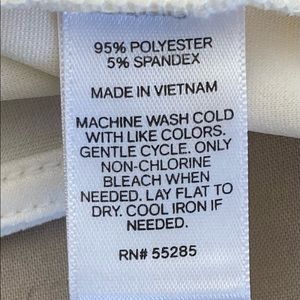 95% POLYESTER
5% SPANDEX
MADE IN VIETNAM
MACHINE WASH COLD
WITH LIKE COLORS.
GENTLE CYCLE. ONLY
NON-CHLORINE
BLEACH WHEN
NEEDED. LAY FLAT TO
DRY. COOL IRON IF
NEEDED.
RN# 55285